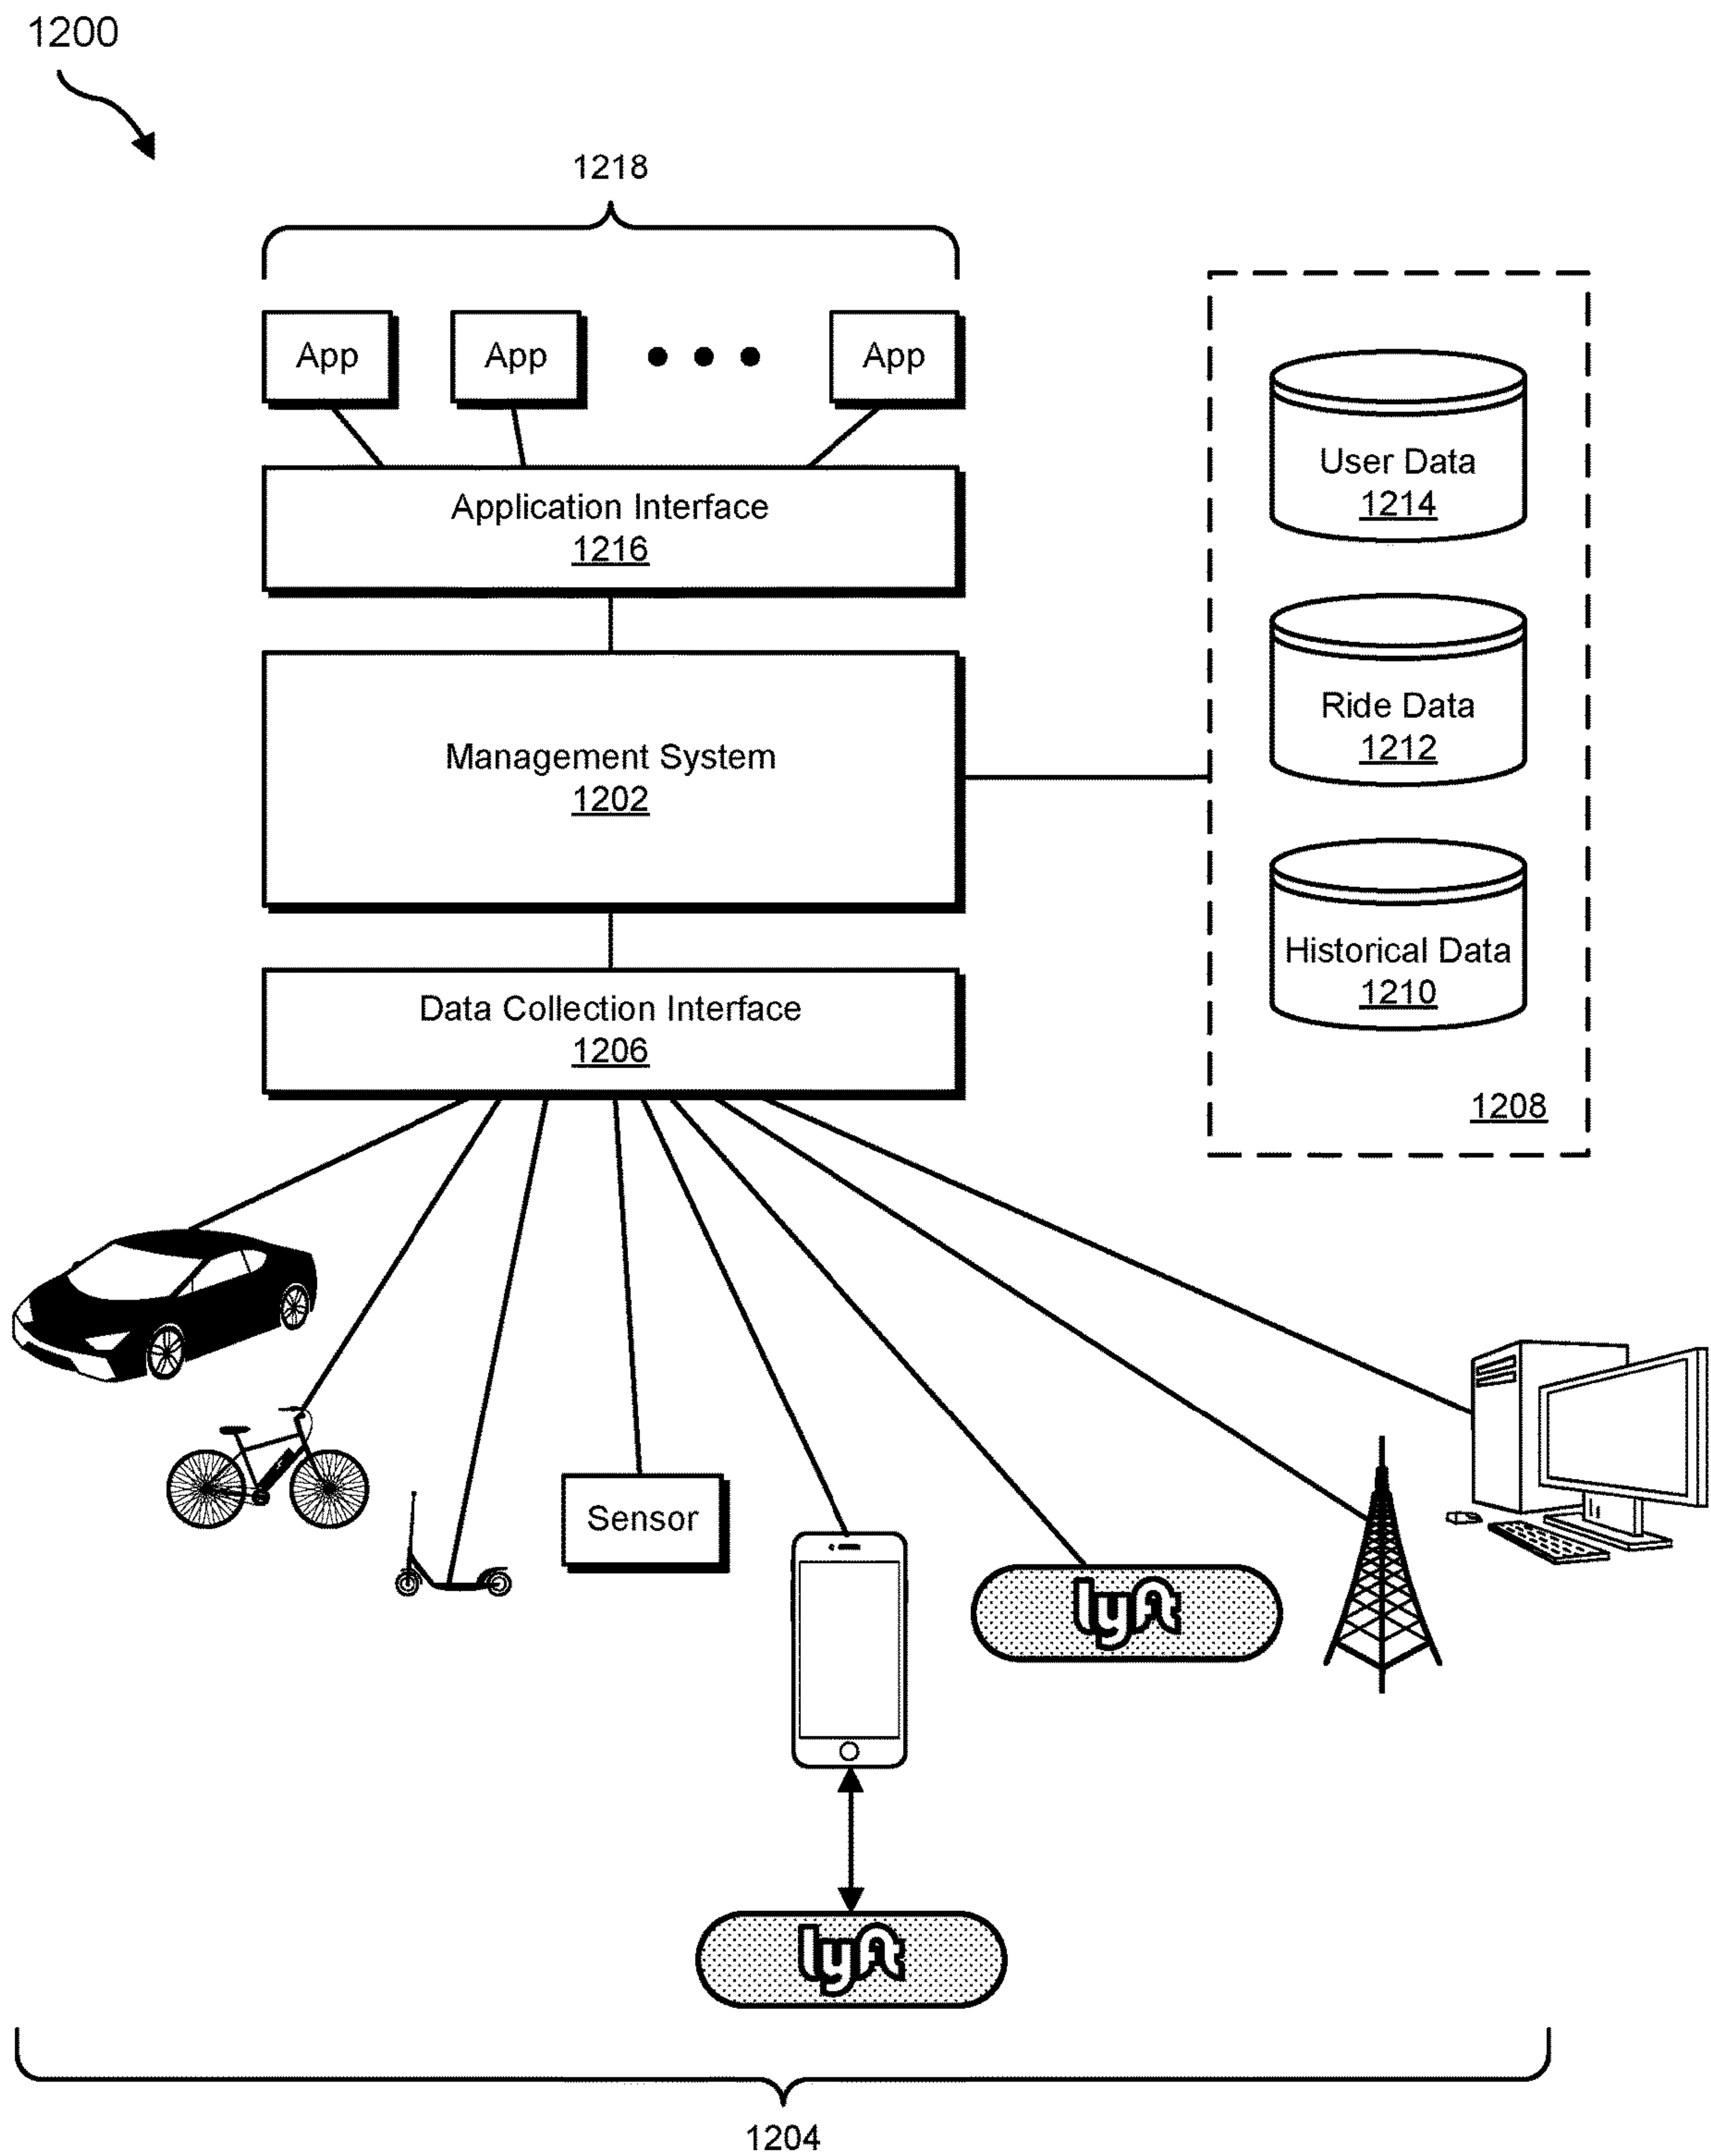 1200
1218
App
App
App
Application Interface
1216
Management System
1202
Data Collection Interface
1206
User Data
1214
Ride Data
1212
Historical Data
1210
1208
Sensor
lyft
lyft
1204